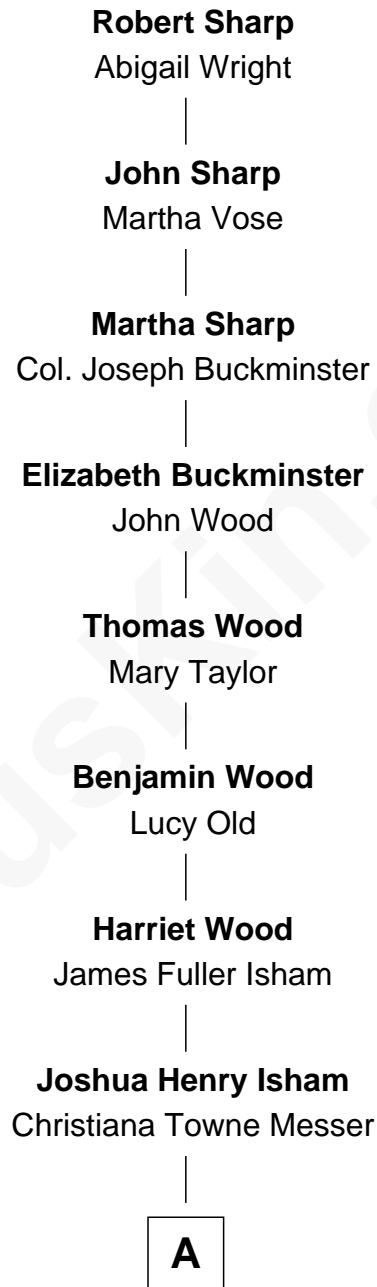 Robert Sharp
Abigail Wright
John Sharp
Martha Vose
Martha Sharp
Col. Joseph Buckminster
Elizabeth Buckminster
John Wood
Thomas Wood
Mary Taylor
Benjamin Wood
Lucy Old
Harriet Wood
James Fuller Isham
Joshua Henry Isham
Christiana Towne Messer
A